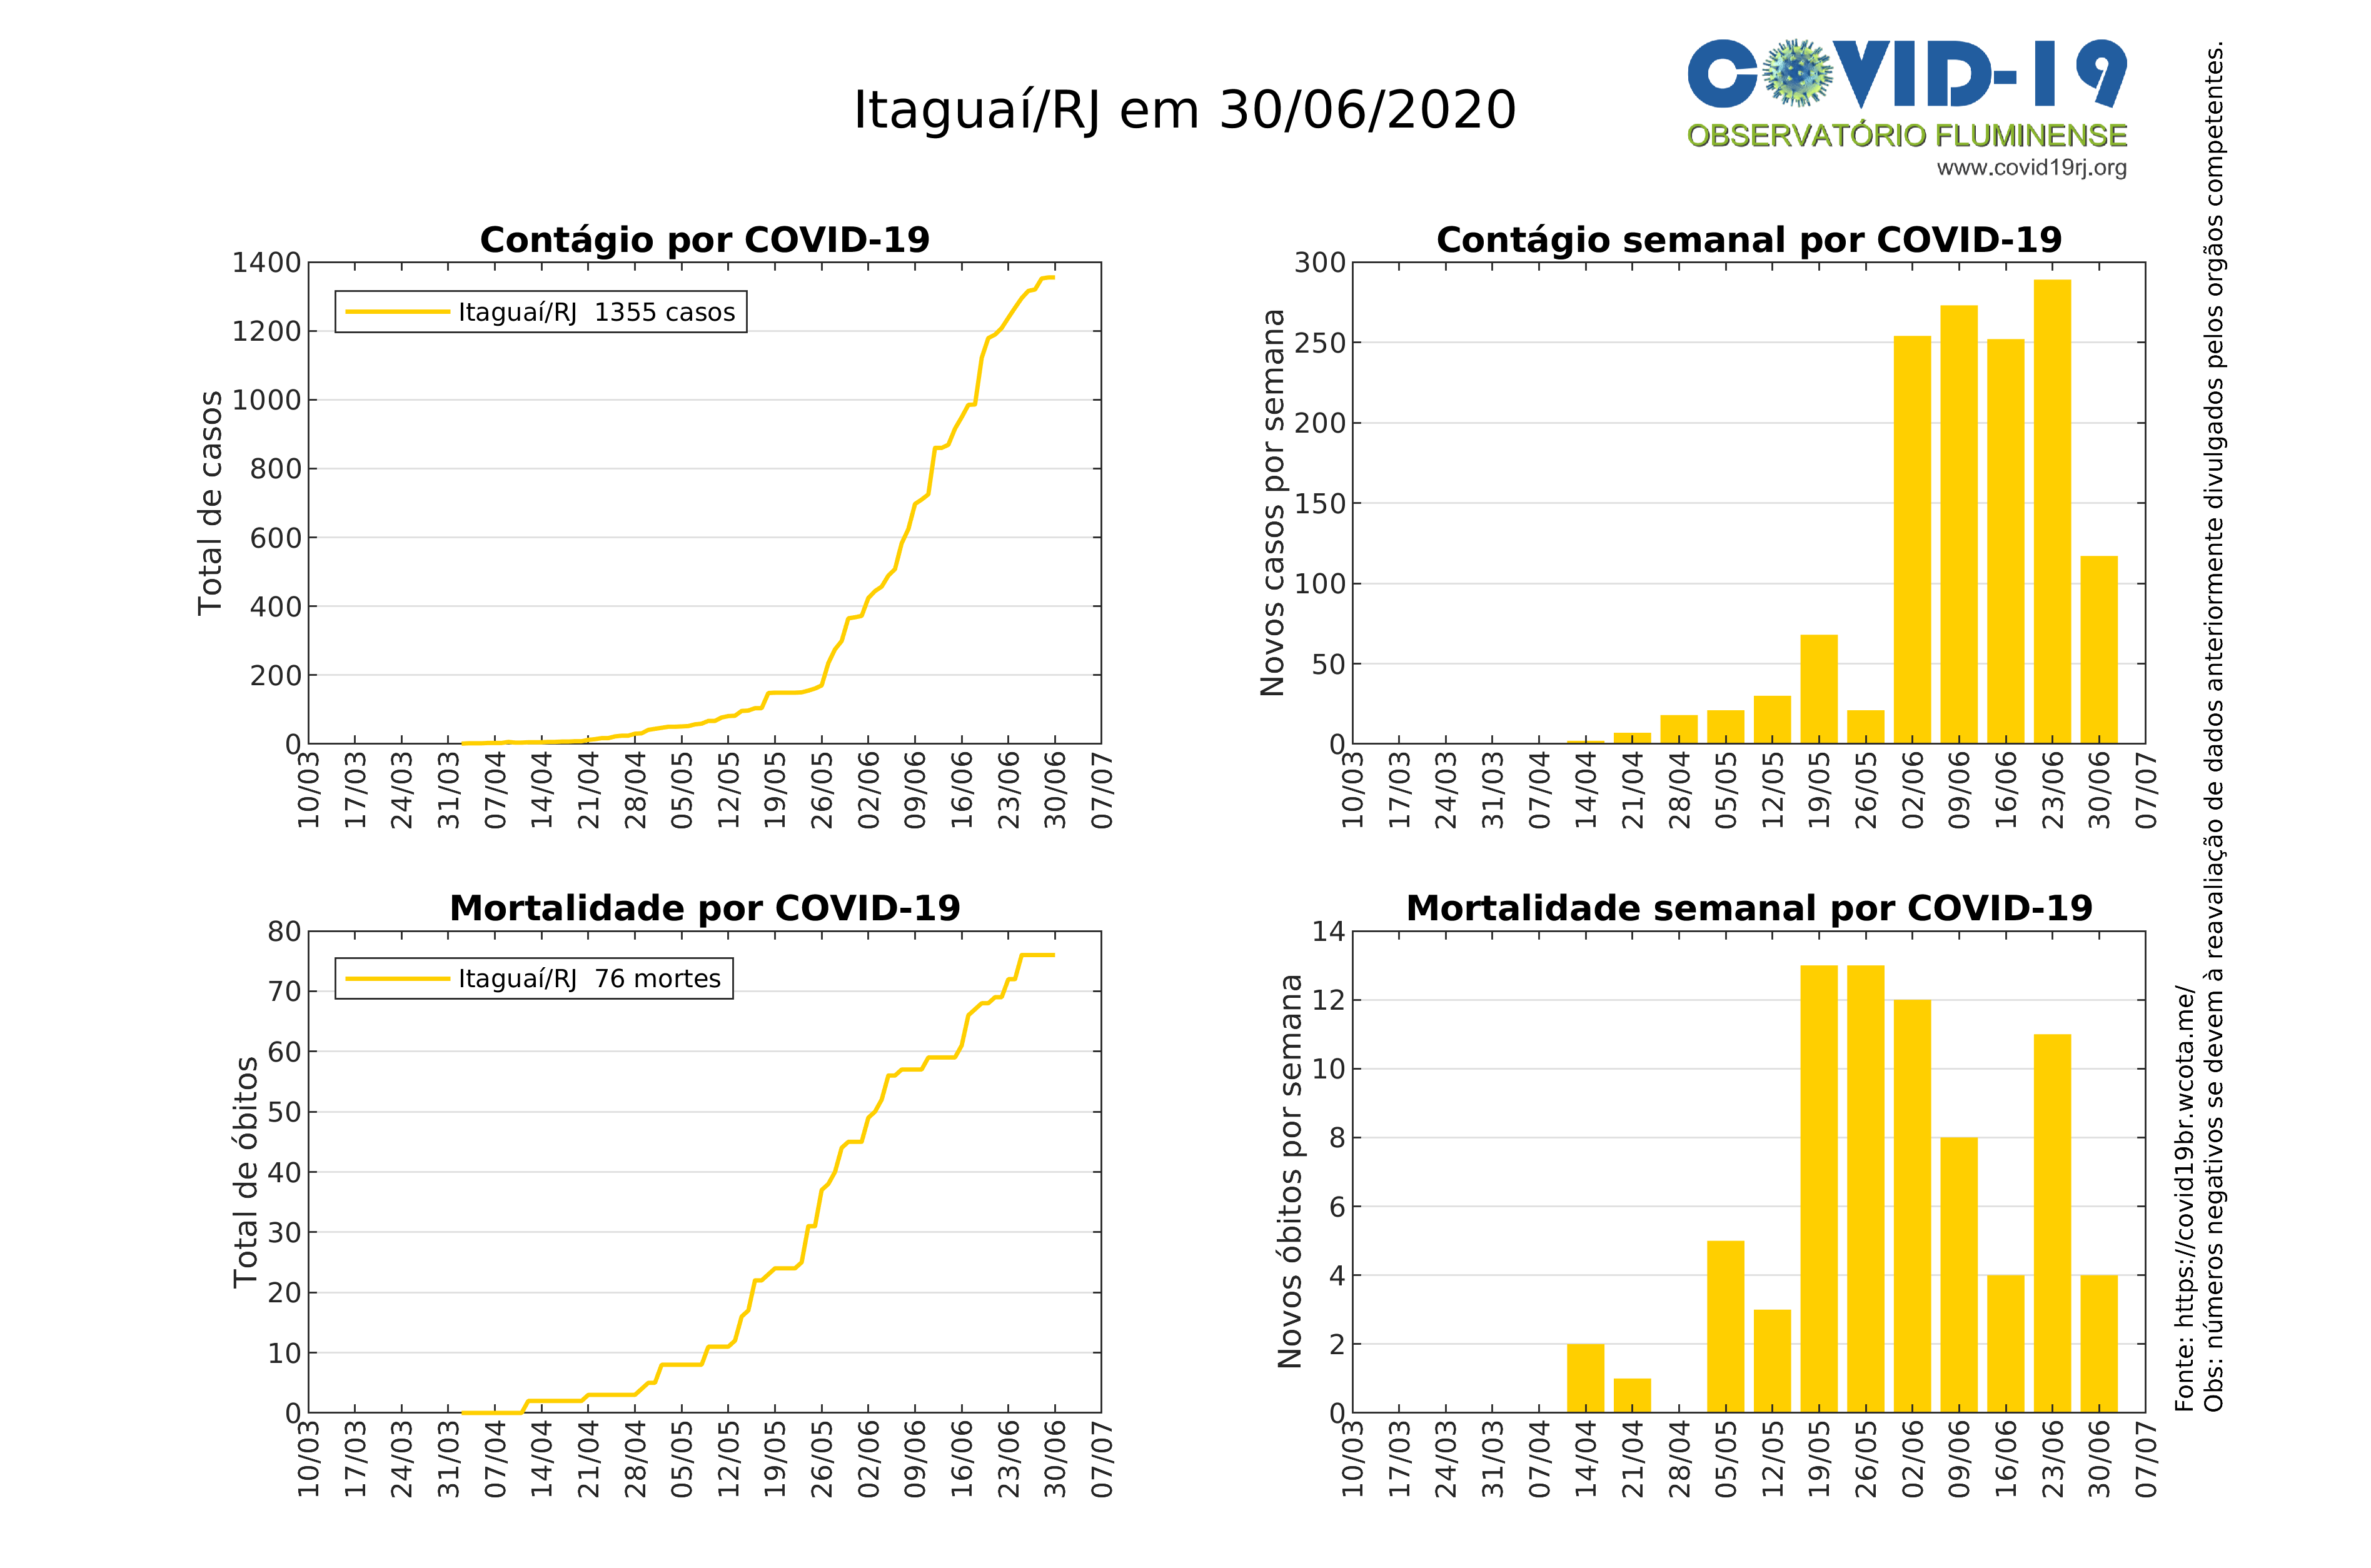 Itaguaí/RJ em 30/06/2020
COVID-19
OBSERVATÓRIO FLUMINENSE
www.covid19rj.org
Contágio por COVID-19
Total de casos
1400
1200
1000
800
600
400
200
0
Itaguaí/RJ 1355 casos
10/03 17/03 24/03 31/03 07/04 14/04 21/04 28/04 05/05 12/05 19/05 26/05 02/06 09/06 16/06 23/06 30/06 07/07
Contágio semanal por COVID-19
Novos casos por semana
300
250
200
150
100
50
0
10/03 17/03 24/03 31/03 07/04 14/04 21/04 28/04 05/05 12/05 19/05 26/05 02/06 09/06 16/06 23/06 30/06 07/07
Mortalidade por COVID-19
Total de óbitos
80
70
60
50
40
30
20
10
0
Itaguaí/RJ 76 mortes
10/03 17/03 24/03 31/03 07/04 14/04 21/04 28/04 05/05 12/05 19/05 26/05 02/06 09/06 16/06 23/06 30/06 07/07
Mortalidade semanal por COVID-19
Novos óbitos por semana
14
12
10
8
6
4
2
0
10/03 17/03 24/03 31/03 07/04 14/04 21/04 28/04 05/05 12/05 19/05 26/05 02/06 09/06 16/06 23/06 30/06 07/07
Fonte: https://covid19br.wcota.me/
Obs: números negativos se devem à reavaliação de dados anteriormente divulgados pelos orgãos competentes.